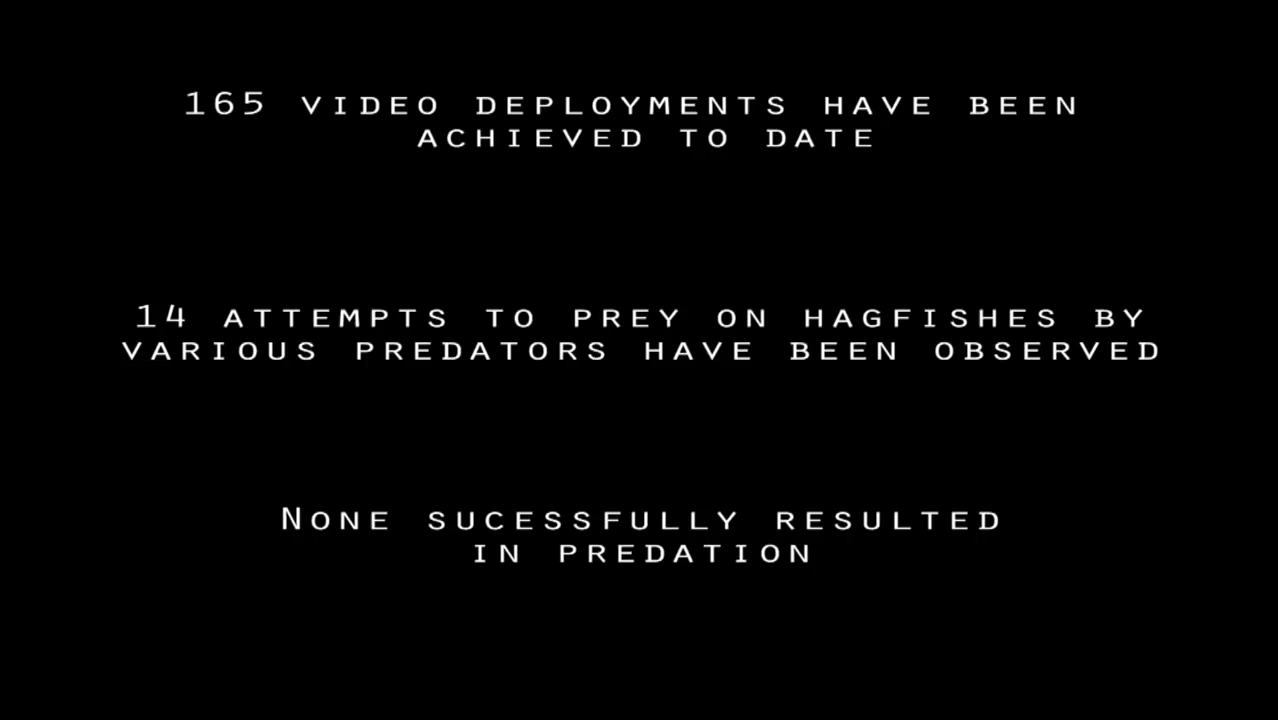 165 VIDEO DEPLOYMENTS HAVE BEEN
ACHIEVED TO DATE
14 ATTEMPTS TO PREY ON HAGFISHES BY
VARIOUS PREDATORS HAVE BEEN OBSERVED
NONE SUCESSFULLY RESULTED
IN PREDATION